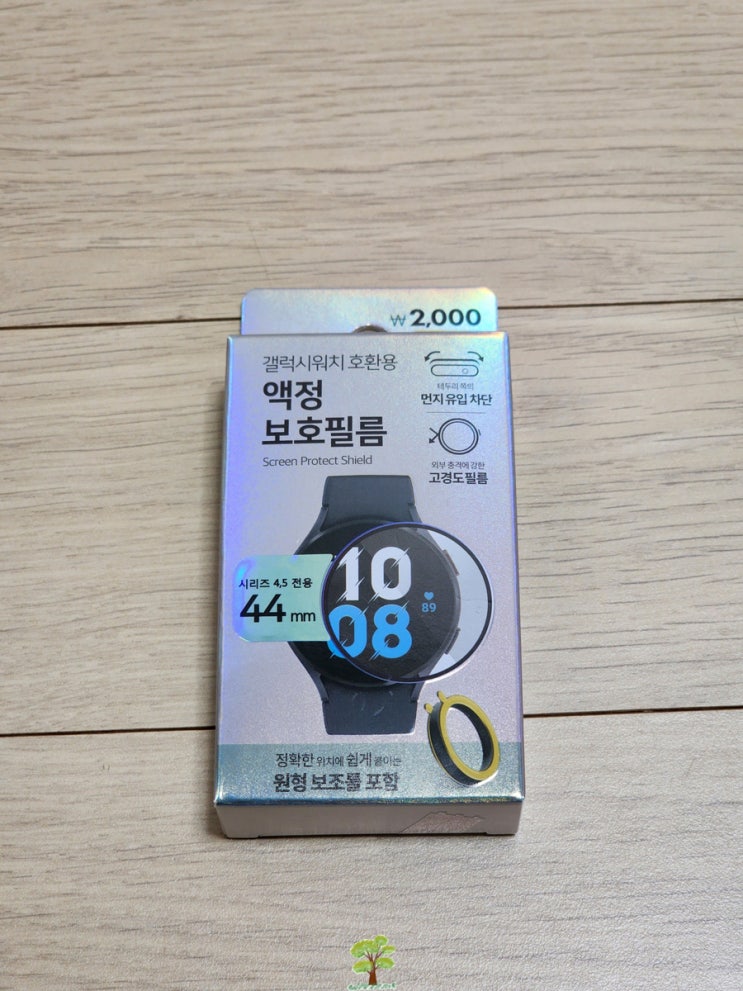 ₩2,000
갤럭시워치 호환용
액정
보호필름
Screen Protect Shield
테두리 쪽의
먼지 유입 차단
외부 충격에 강한
고경도 필름
시리즈 4,5 전용
44 mm
10
08
89
정확한 위치에 쉽게 붙이는
원형 보조툴 포함